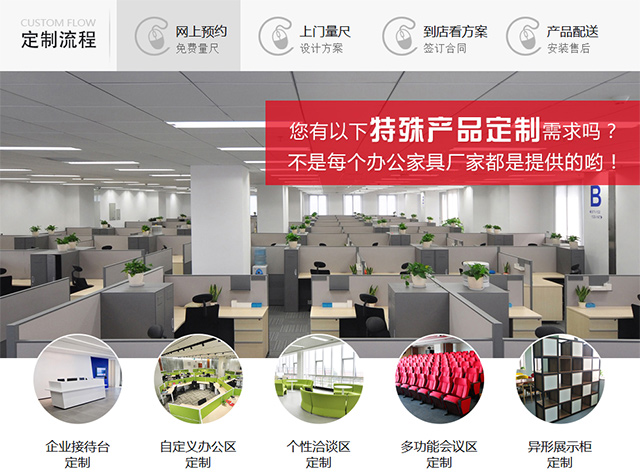 CUSTOM FLOW
定制流程
网上预约
免费量尺
上门量尺
设计方案
到店看方案
签订合同
产品配送
安装售后
您有以下特殊产品定制需求吗？
不是每个办公家具厂家都是提供的哟！
B
企业接待台
定制
自定义办公区
定制
个性洽谈区
定制
多功能会议区
定制
异形展示柜
定制